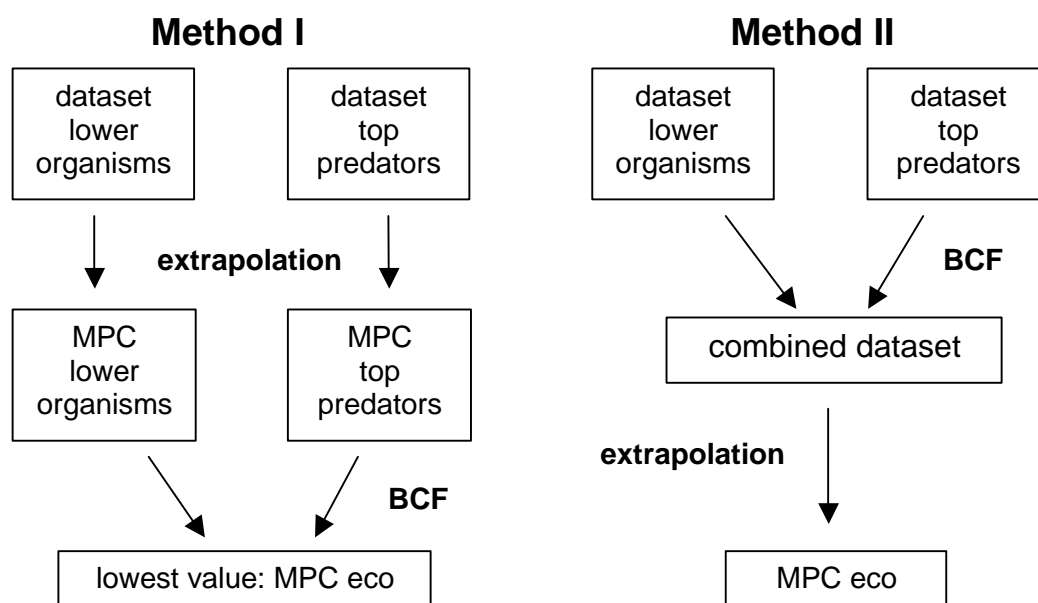 Method I
dataset
lower
organisms
dataset
top
predators
extrapolation
MPC
lower
organisms
MPC
top
predators
BCF
lowest value: MPC eco
Method II
dataset
lower
organisms
dataset
top
predators
BCF
combined dataset
extrapolation
MPC eco